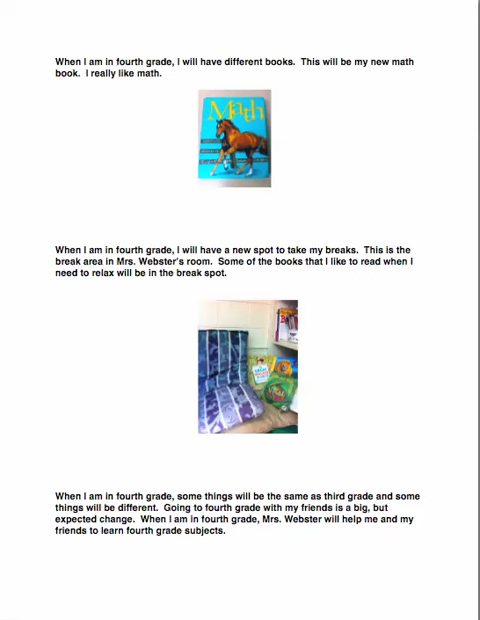 When I am in fourth grade, I will have different books.  This will be my new math
book.  I really like math.
Math
When I am in fourth grade, I will have a new spot to take my breaks.  This is the
break area in Mrs. Webster's room.  Some of the books that I like to read when I
need to relax will be in the break spot.
When I am in fourth grade, some things will be the same as third grade and some
things will be different.  Going to fourth grade with my friends is a big, but
expected change.  When I am in fourth grade, Mrs. Webster will help me and my
friends to learn fourth grade subjects.